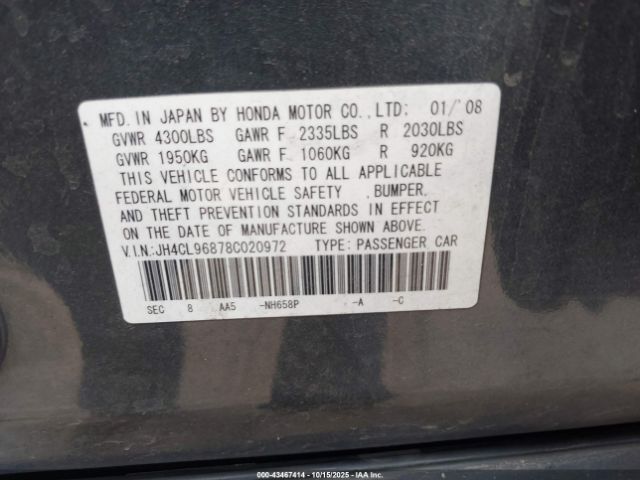 MFD. IN JAPAN BY HONDA MOTOR CO., LTD: 01/'08
GVWR 4300LBS GAWR F 2335LBS R 2030LBS
GVWR 1950KG GAWR F 1060KG R 920KG
THIS VEHICLE CONFORMS TO ALL APPLICABLE
FEDERAL MOTOR VEHICLE SAFETY ,BUMPER,
AND THEFT PREVENTION STANDARDS IN EFFECT
ON THE DATE OF MANUFACTURE SHOWN ABOVE.
V.I.N:JH4CL96878C020972 TYPE: PASSENGER CAR
SEC 8 AA5 -NH658P -A -C
000-43467414 - 10/15/2025 - IAA Inc.